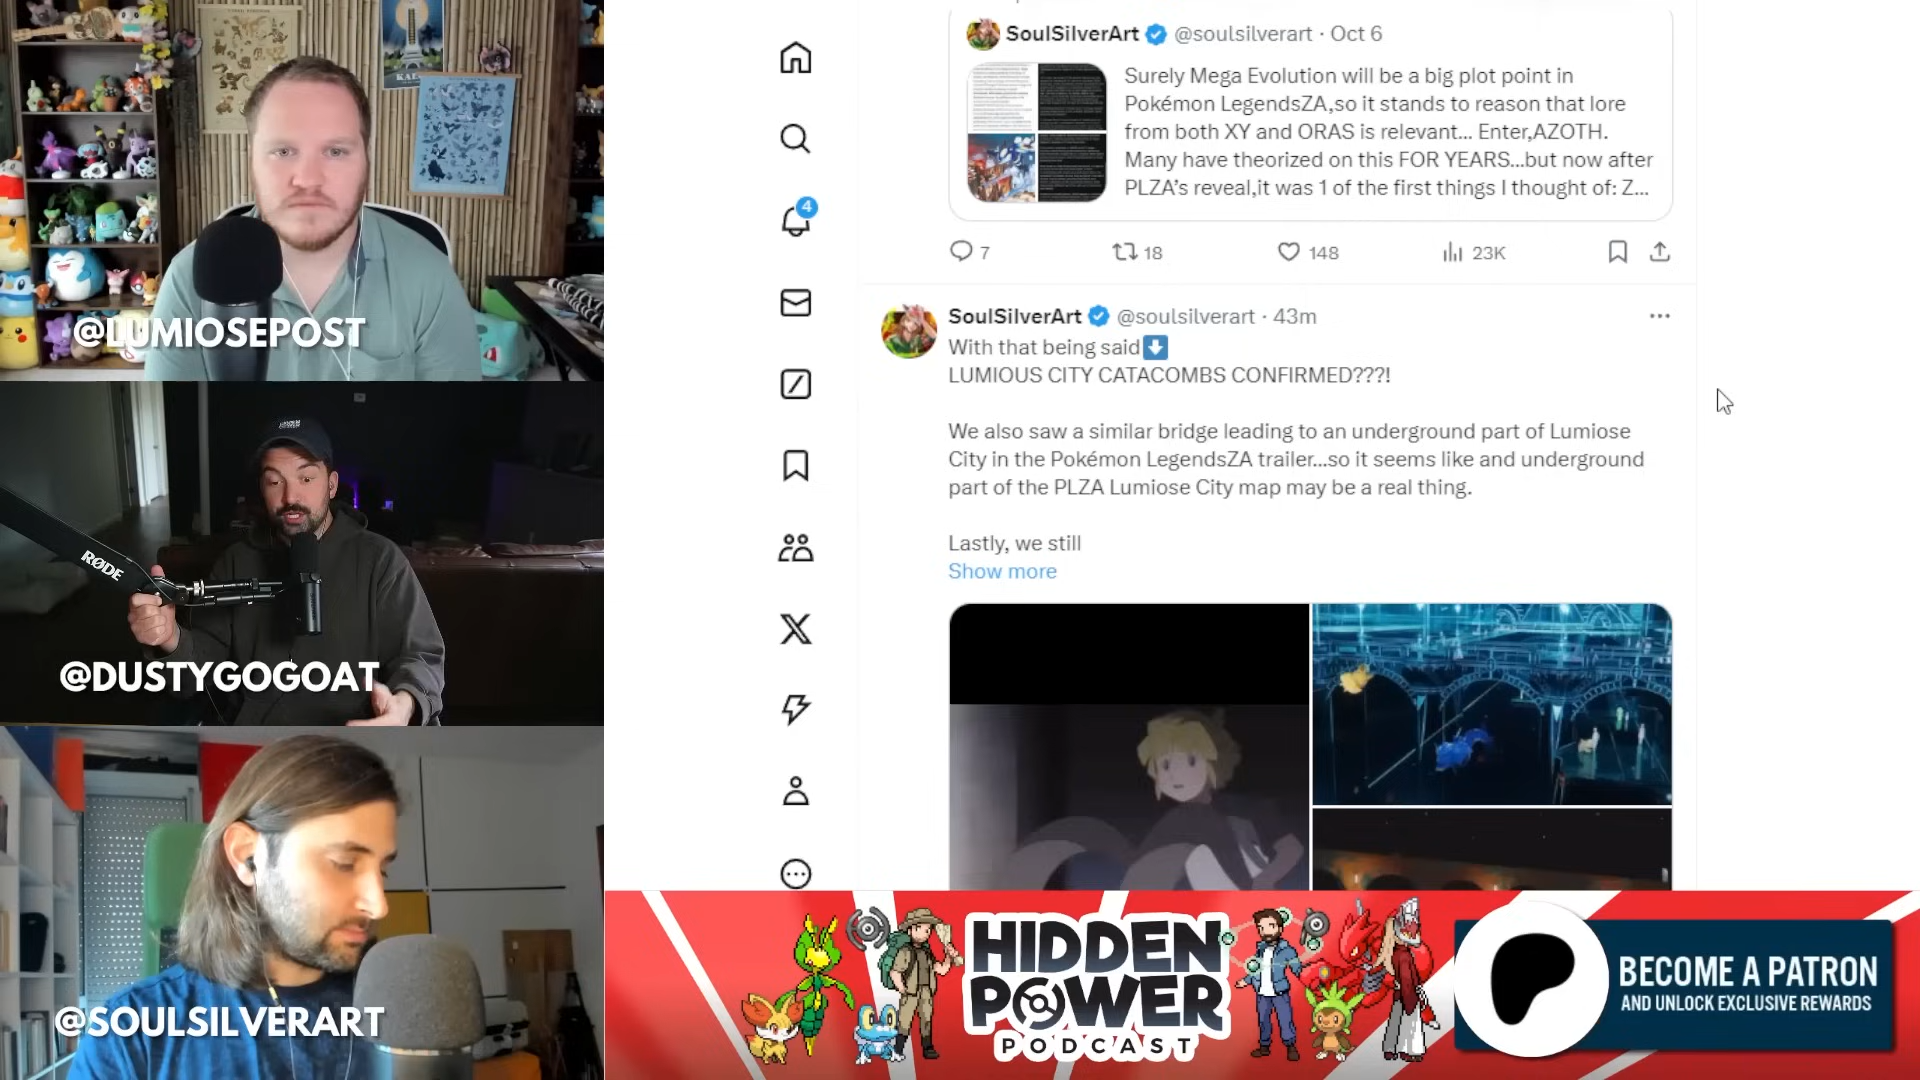 KAL
@LUMIOSEPOST
RØDE
@DUSTYGOGOAT
@SOULSILVERART
SoulSilverArt @soulsilverart · Oct 6
Surely Mega Evolution will be a big plot point in
Pokémon LegendsZA,so it stands to reason that lore
from both XY and ORAS is relevant... Enter,AZOTH.
Many have theorized on this FOR YEARS...but now after
PLZA's reveal,it was 1 of the first things I thought of: Z...
7 18 148 23K
4
SoulSilverArt @soulsilverart · 43m
With that being said
LUMIOUS CITY CATACOMBS CONFIRMED???!
We also saw a similar bridge leading to an underground part of Lumiose
City in the Pokémon LegendsZA trailer...so it seems like and underground
part of the PLZA Lumiose City map may be a real thing.
Lastly, we still
Show more
HIDDEN
POWER
PODCAST
BECOME A PATRON
AND UNLOCK EXCLUSIVE REWARDS